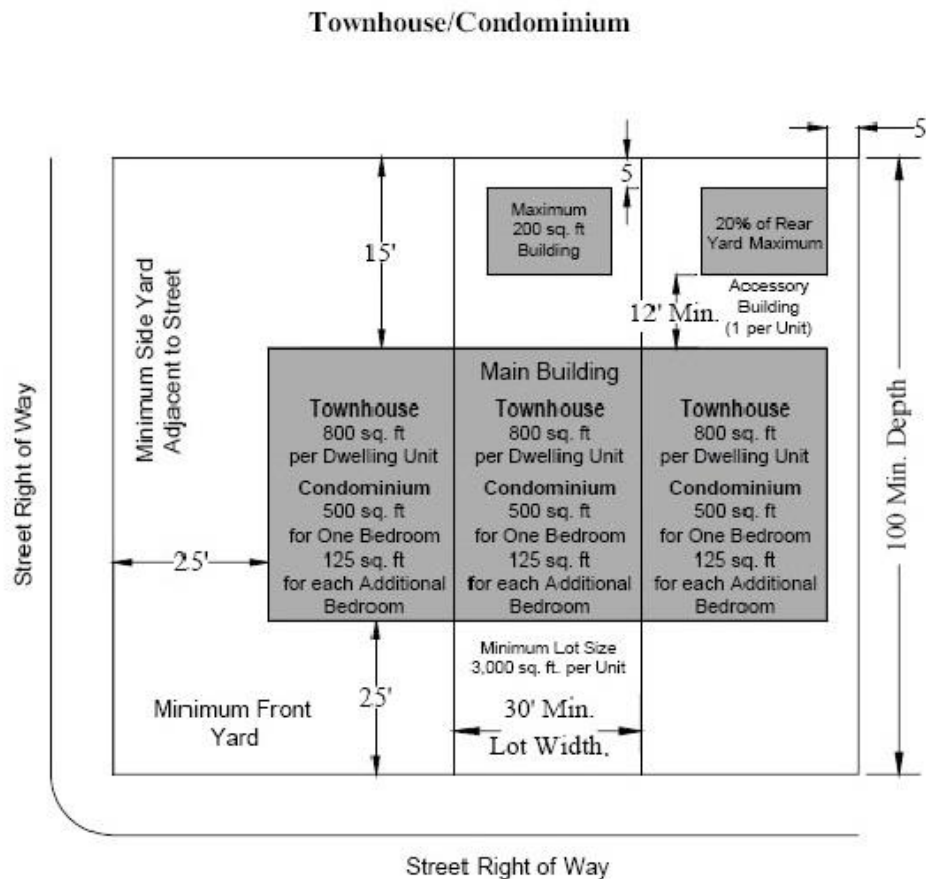 Townhouse/Condominium
5
5
Maximum
200 sq. ft
Building
20% of Rear
Yard Maximum
15'
Accessory
Building
(1 per Unit)
12' Min.
Minimum Side Yard
Adjacent to Street
Main Building
Townhouse
800 sq. ft
per Dwelling Unit
Condominium
500 sq. ft
for One Bedroom
125 sq. ft
for each Additional
Bedroom
Townhouse
800 sq. ft
per Dwelling Unit
Condominium
500 sq. ft
for One Bedroom
125 sq. ft
for each Additional
Bedroom
Townhouse
800 sq. ft
per Dwelling Unit
Condominium
500 sq. ft
for One Bedroom
125 sq. ft
for each Additional
Bedroom
100 Min. Depth
Street Right of Way
25'
Minimum Lot Size
3,000 sq. ft. per Unit
25'
Minimum Front
Yard
30' Min.
Lot Width.
Street Right of Way